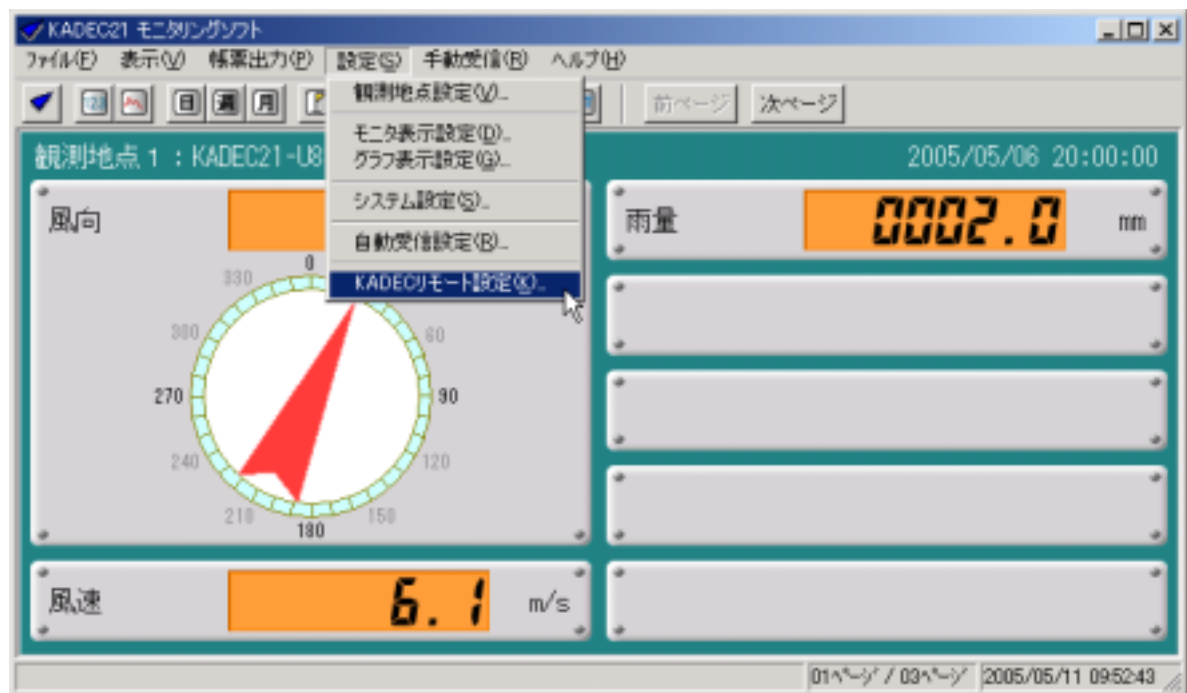 KADEC21 モニタリングソフト
ファイル(F) 表示(V) 帳票出力(P) 設定(S) 手動受信(R) ヘルプ(H)
観測地点設定(V)...
モニタ表示設定(D)...
グラフ表示設定(G)...
システム設定(S)...
自動受信設定(R)...
KADECリモート設定(K)...
日 週 月 前ページ 次ページ
観測地点 1 : KADEC21-U8
2005/05/06 20:00:00
風向
0
330
60
300
270
90
240
120
210
150
180
風速
6.1 m/s
雨量
0002.0 mm
01ページ / 03ページ 2005/05/11 09:52:43